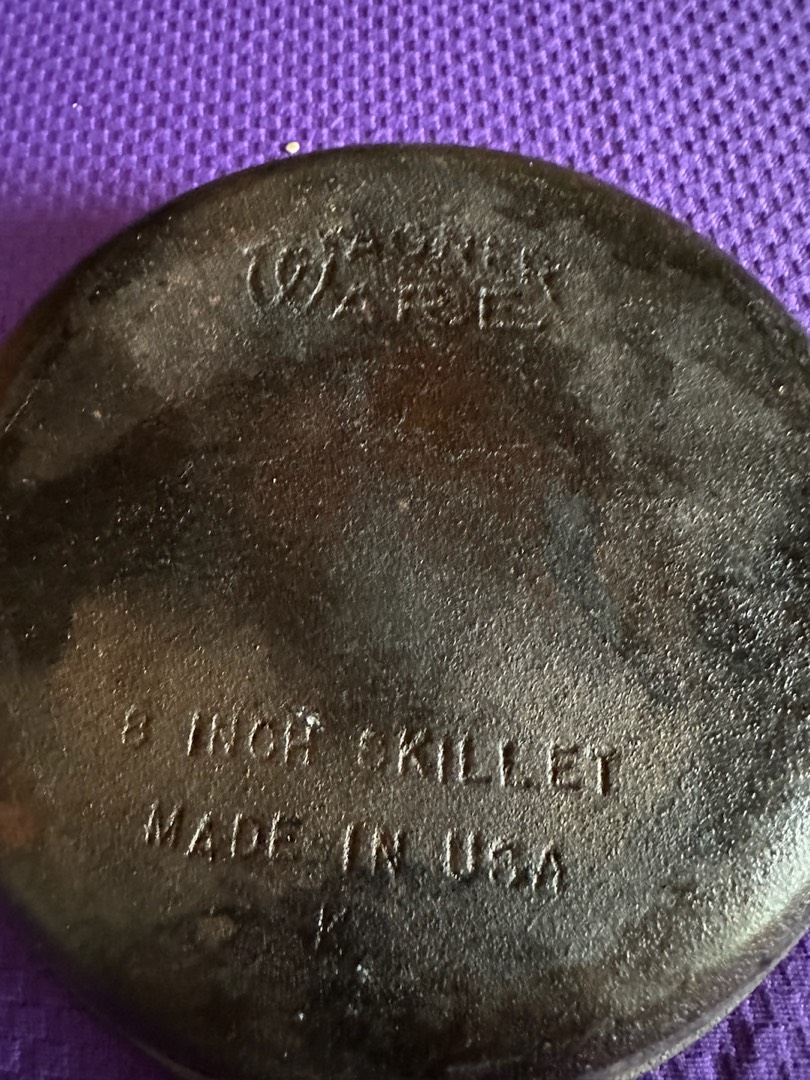 WAGNER
WARE
8 INCH SKILLET
MADE IN USA
K